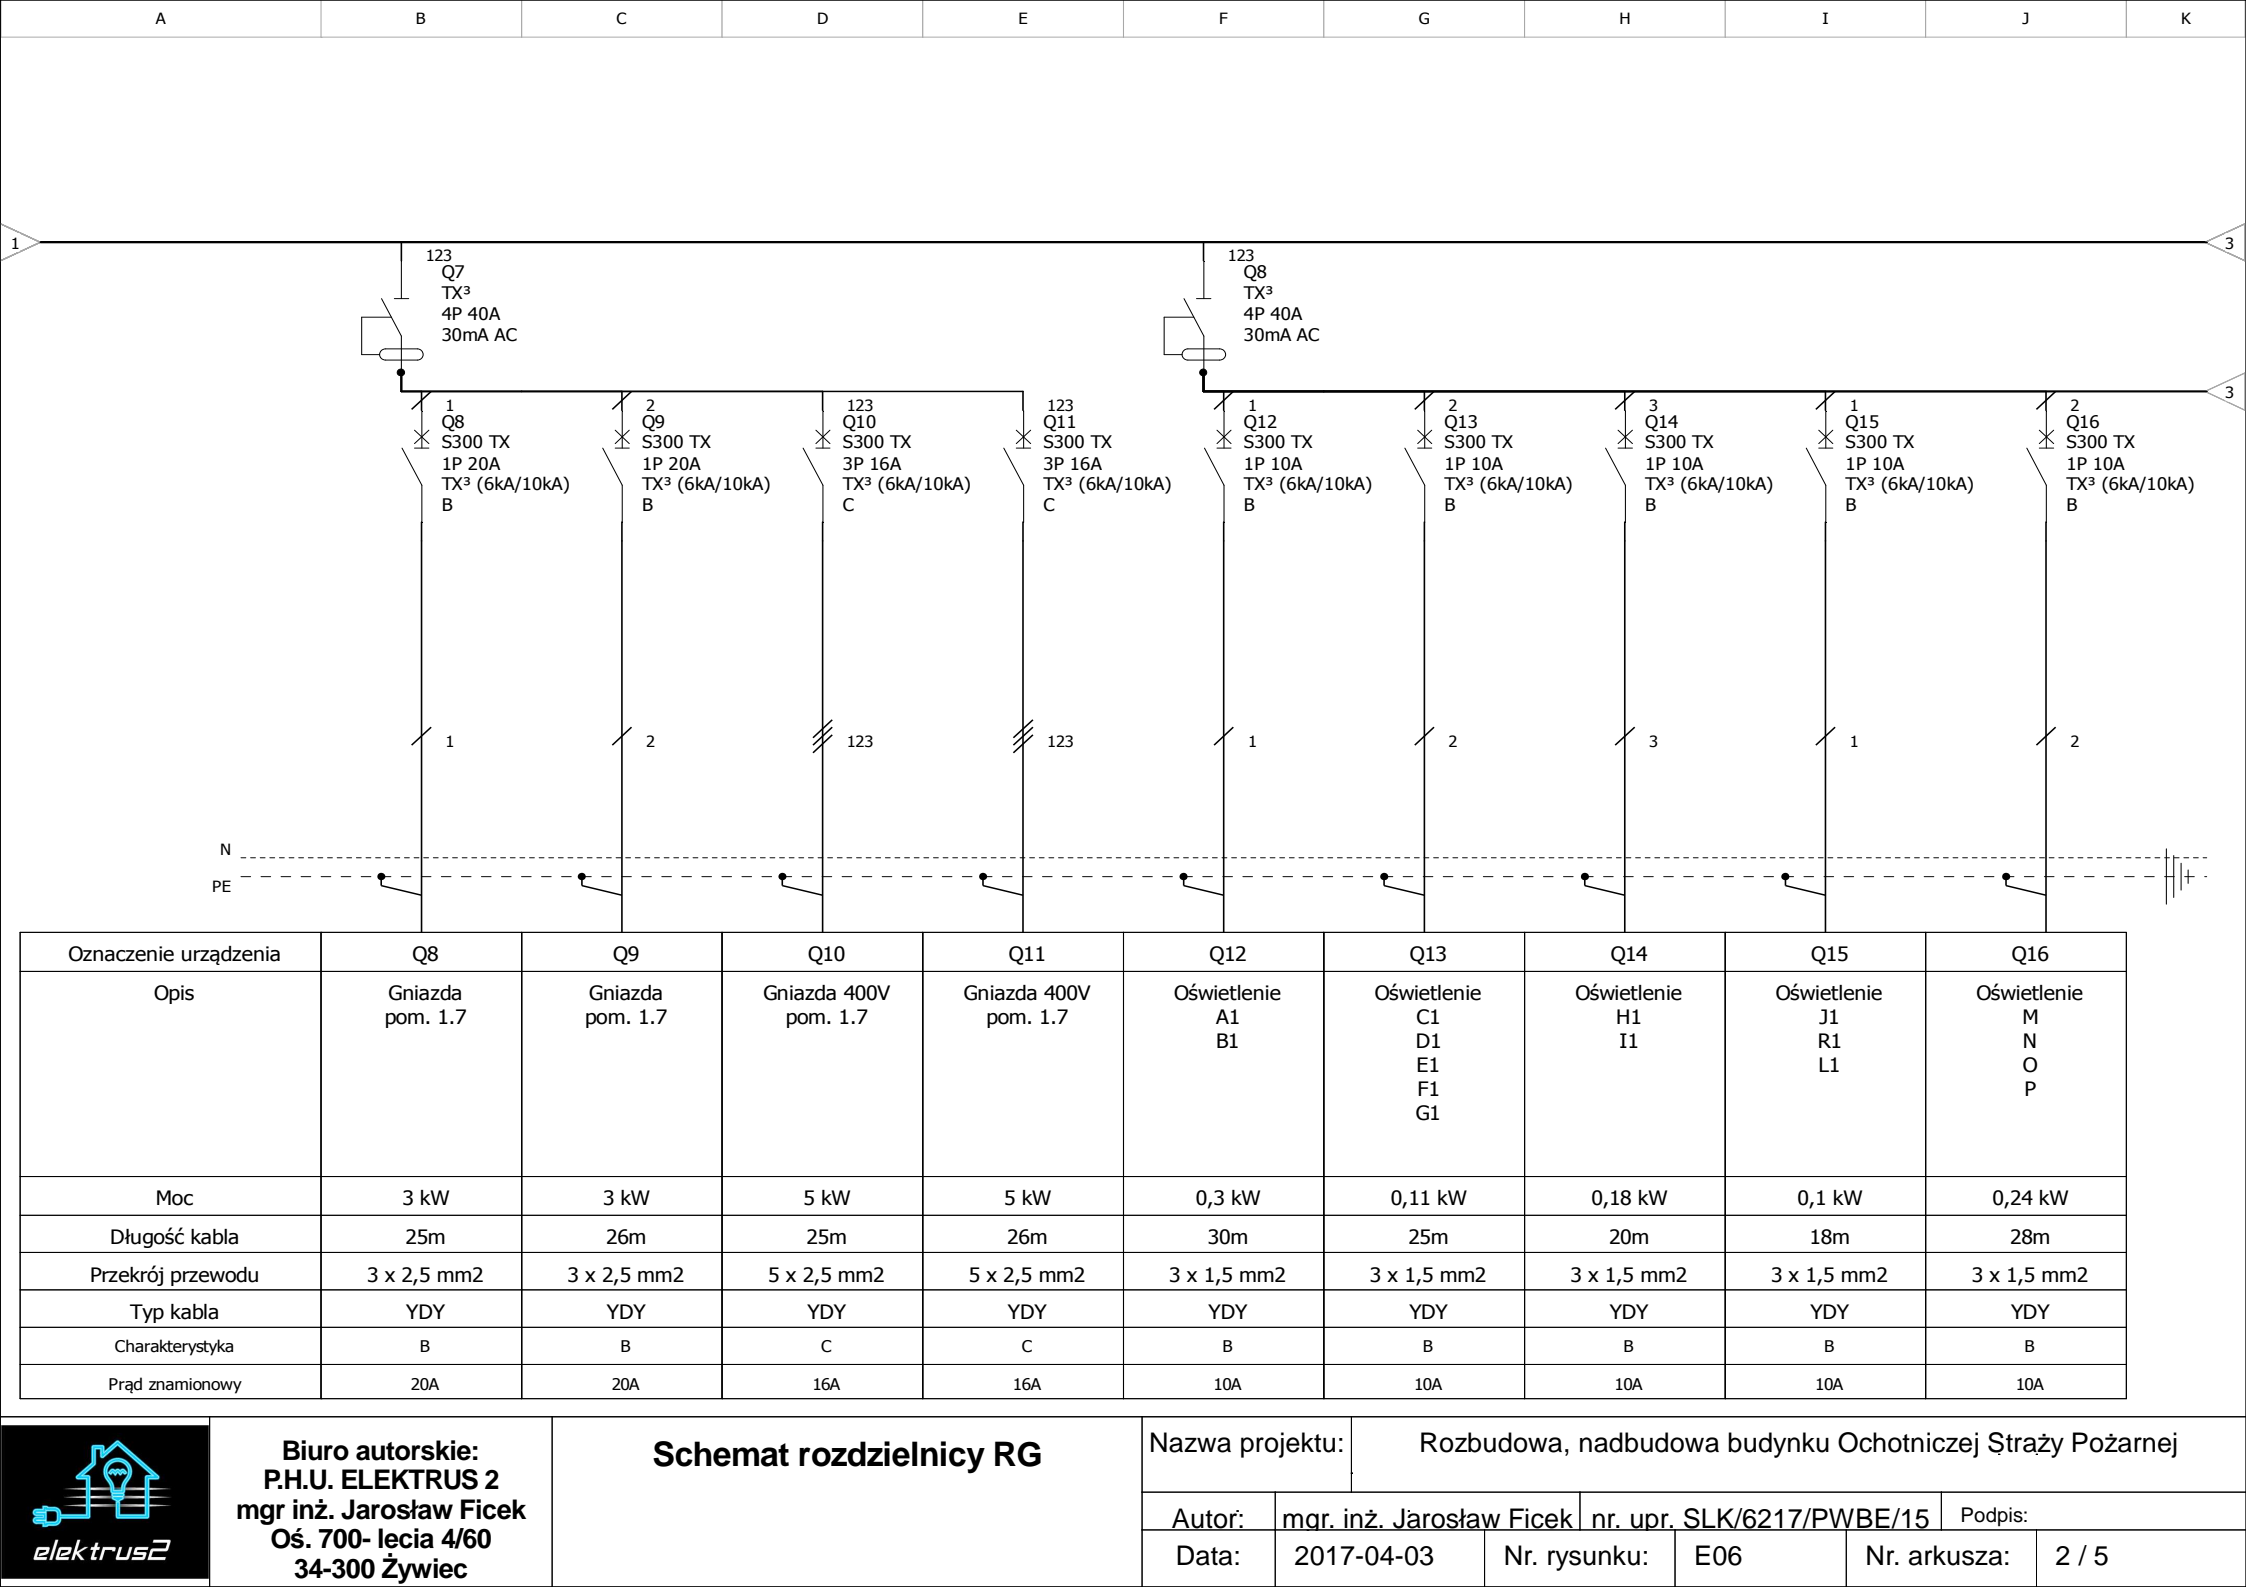 A B C D E F G H I J K
1 3
123
Q7
TX³
4P 40A
30mA AC
123
Q8
TX³
4P 40A
30mA AC
3
1
Q8
S300 TX
1P 20A
TX³ (6kA/10kA)
B
2
Q9
S300 TX
1P 20A
TX³ (6kA/10kA)
B
123
Q10
S300 TX
3P 16A
TX³ (6kA/10kA)
C
123
Q11
S300 TX
3P 16A
TX³ (6kA/10kA)
C
1
Q12
S300 TX
1P 10A
TX³ (6kA/10kA)
B
2
Q13
S300 TX
1P 10A
TX³ (6kA/10kA)
B
3
Q14
S300 TX
1P 10A
TX³ (6kA/10kA)
B
1
Q15
S300 TX
1P 10A
TX³ (6kA/10kA)
B
2
Q16
S300 TX
1P 10A
TX³ (6kA/10kA)
B
1 2 123 123 1 2 3 1 2
N
PE
Oznaczenie urządzenia Q8 Q9 Q10 Q11 Q12 Q13 Q14 Q15 Q16
Opis Gniazda Gniazda Gniazda 400V Gniazda 400V Oświetlenie Oświetlenie Oświetlenie Oświetlenie Oświetlenie
pom. 1.7 pom. 1.7 pom. 1.7 pom. 1.7 A1 C1 H1 J1 M
B1 D1 I1 R1 N
E1 L1 O
F1 P
G1
Moc 3 kW 3 kW 5 kW 5 kW 0,3 kW 0,11 kW 0,18 kW 0,1 kW 0,24 kW
Długość kabla 25m 26m 25m 26m 30m 25m 20m 18m 28m
Przekrój przewodu 3 x 2,5 mm2 3 x 2,5 mm2 5 x 2,5 mm2 5 x 2,5 mm2 3 x 1,5 mm2 3 x 1,5 mm2 3 x 1,5 mm2 3 x 1,5 mm2 3 x 1,5 mm2
Typ kabla YDY YDY YDY YDY YDY YDY YDY YDY YDY
Charakterystyka B B C C B B B B B
Prąd znamionowy 20A 20A 16A 16A 10A 10A 10A 10A 10A
elektrus2
Biuro autorskie:
P.H.U. ELEKTRUS 2
mgr inż. Jarosław Ficek
Oś. 700- lecia 4/60
34-300 Żywiec
Schemat rozdzielnicy RG
Nazwa projektu: Rozbudowa, nadbudowa budynku Ochotniczej Straży Pożarnej
Autor: mgr. inż. Jarosław Ficek nr. upr. SLK/6217/PWBE/15 Podpis:
Data: 2017-04-03 Nr. rysunku: E06 Nr. arkusza: 2 / 5